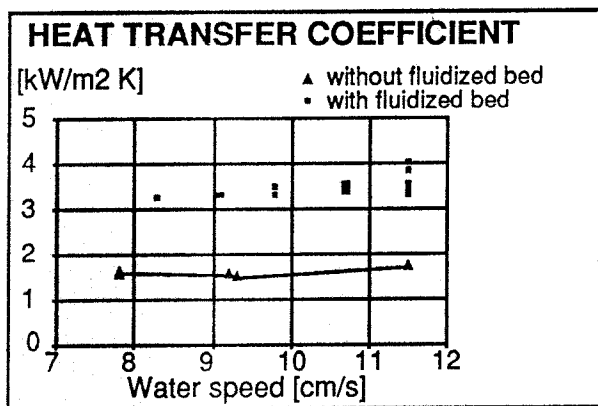 HEAT TRANSFER COEFFICIENT
[kW/m2 K]
▲ without fluidized bed
▪ with fluidized bed
5
4
3
2
1
0
7 8 9 10 11 12
Water speed [cm/s]